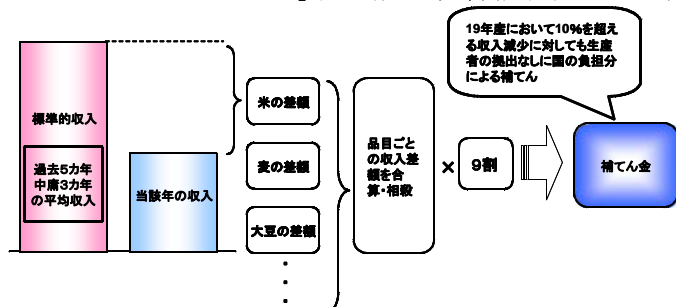 19年産において10%を超え
る収入減少に対しても生産
者の拠出なしに国の負担分
による補てん
標準的収入
過去5カ年
中庸3カ年
の平均収入
当該年の収入
米の差額
麦の差額
大豆の差額
・
・
・
品目ごと
の収入差
額を合
算・相殺
×
9割
補てん金